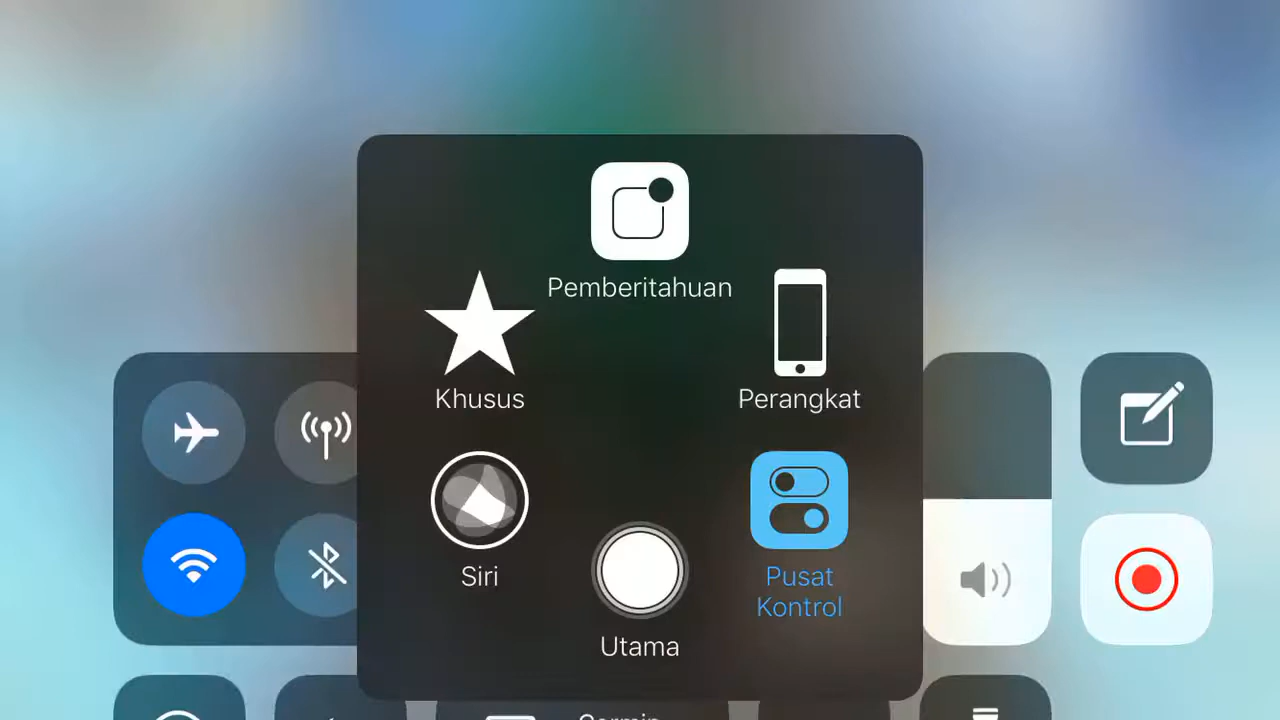 Pemberitahuan
Khusus
Perangkat
Siri
Pusat
Kontrol
Utama